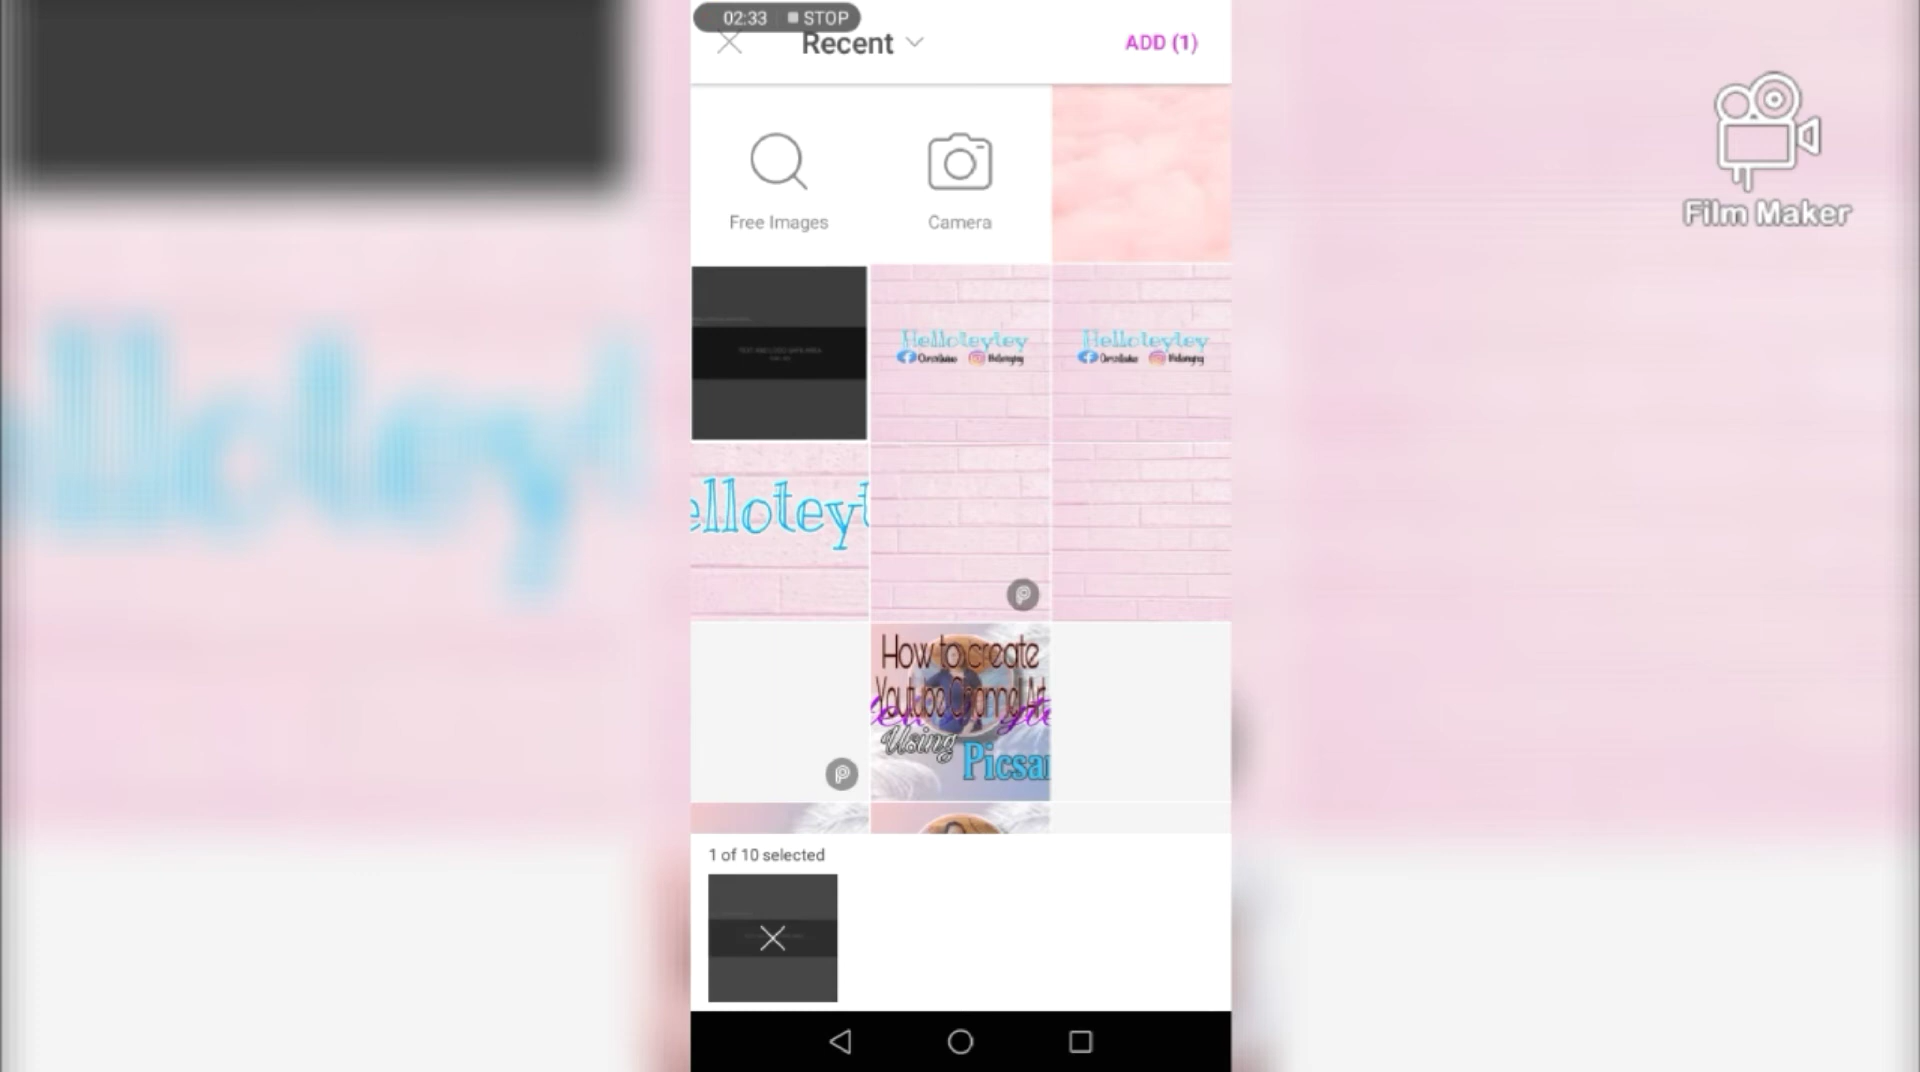 02:33 STOP
Recent
ADD (1)
Film Maker
Free Images
Camera
Helloteytey
Helloteytey
elloteyt
How to create
Youtube Channel Art
Using
Picsar
1 of 10 selected